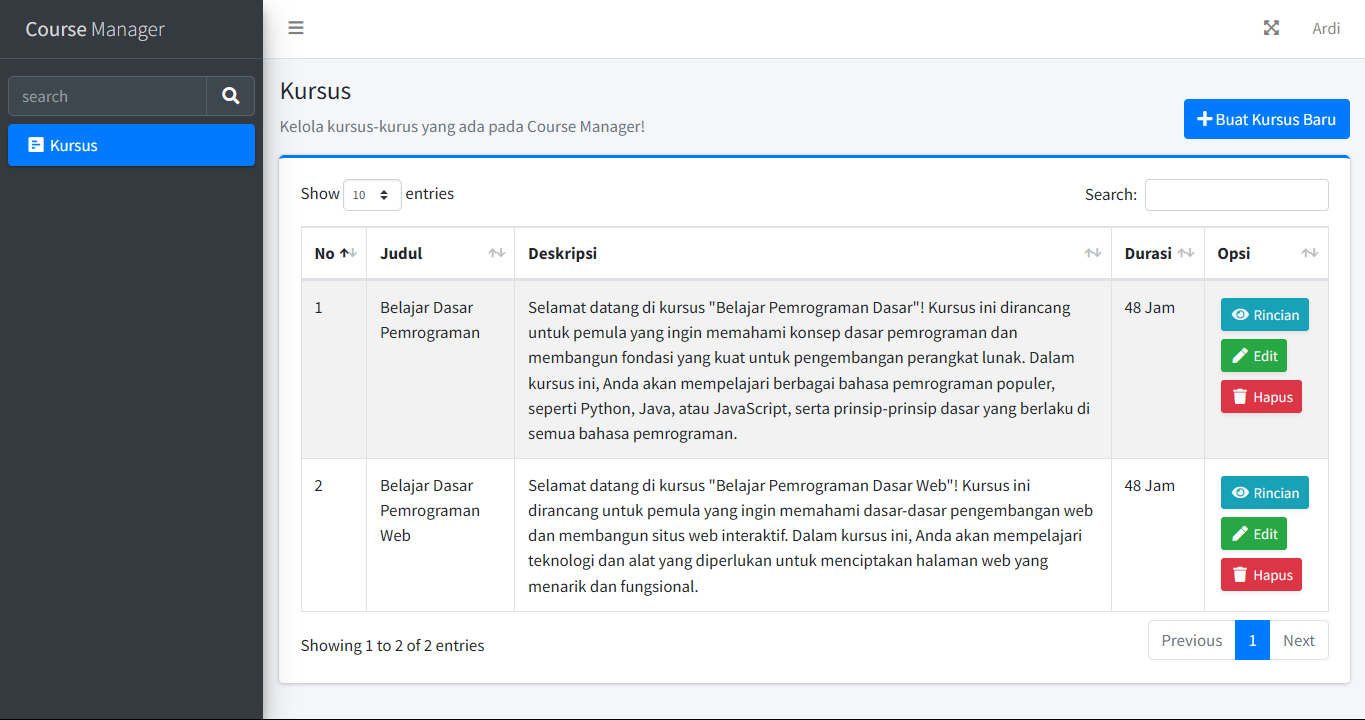 Course Manager
Ardi
search
Kursus
Kursus
Kelola kursus-kurus yang ada pada Course Manager!
Buat Kursus Baru
Show 10 entries
Search:
No Judul Deskripsi Durasi Opsi
1
Belajar Dasar
Pemrograman
Selamat datang di kursus "Belajar Pemrograman Dasar"! Kursus ini dirancang
untuk pemula yang ingin memahami konsep dasar pemrograman dan
membangun fondasi yang kuat untuk pengembangan perangkat lunak. Dalam
kursus ini, Anda akan mempelajari berbagai bahasa pemrograman populer,
seperti Python, Java, atau JavaScript, serta prinsip-prinsip dasar yang berlaku di
semua bahasa pemrograman.
48 Jam
Rincian
Edit
Hapus
2
Belajar Dasar
Pemrograman
Web
Selamat datang di kursus "Belajar Pemrograman Dasar Web"! Kursus ini
dirancang untuk pemula yang ingin memahami dasar-dasar pengembangan web
dan membangun situs web interaktif. Dalam kursus ini, Anda akan mempelajari
teknologi dan alat yang diperlukan untuk menciptakan halaman web yang
menarik dan fungsional.
48 Jam
Rincian
Edit
Hapus
Showing 1 to 2 of 2 entries
Previous 1 Next